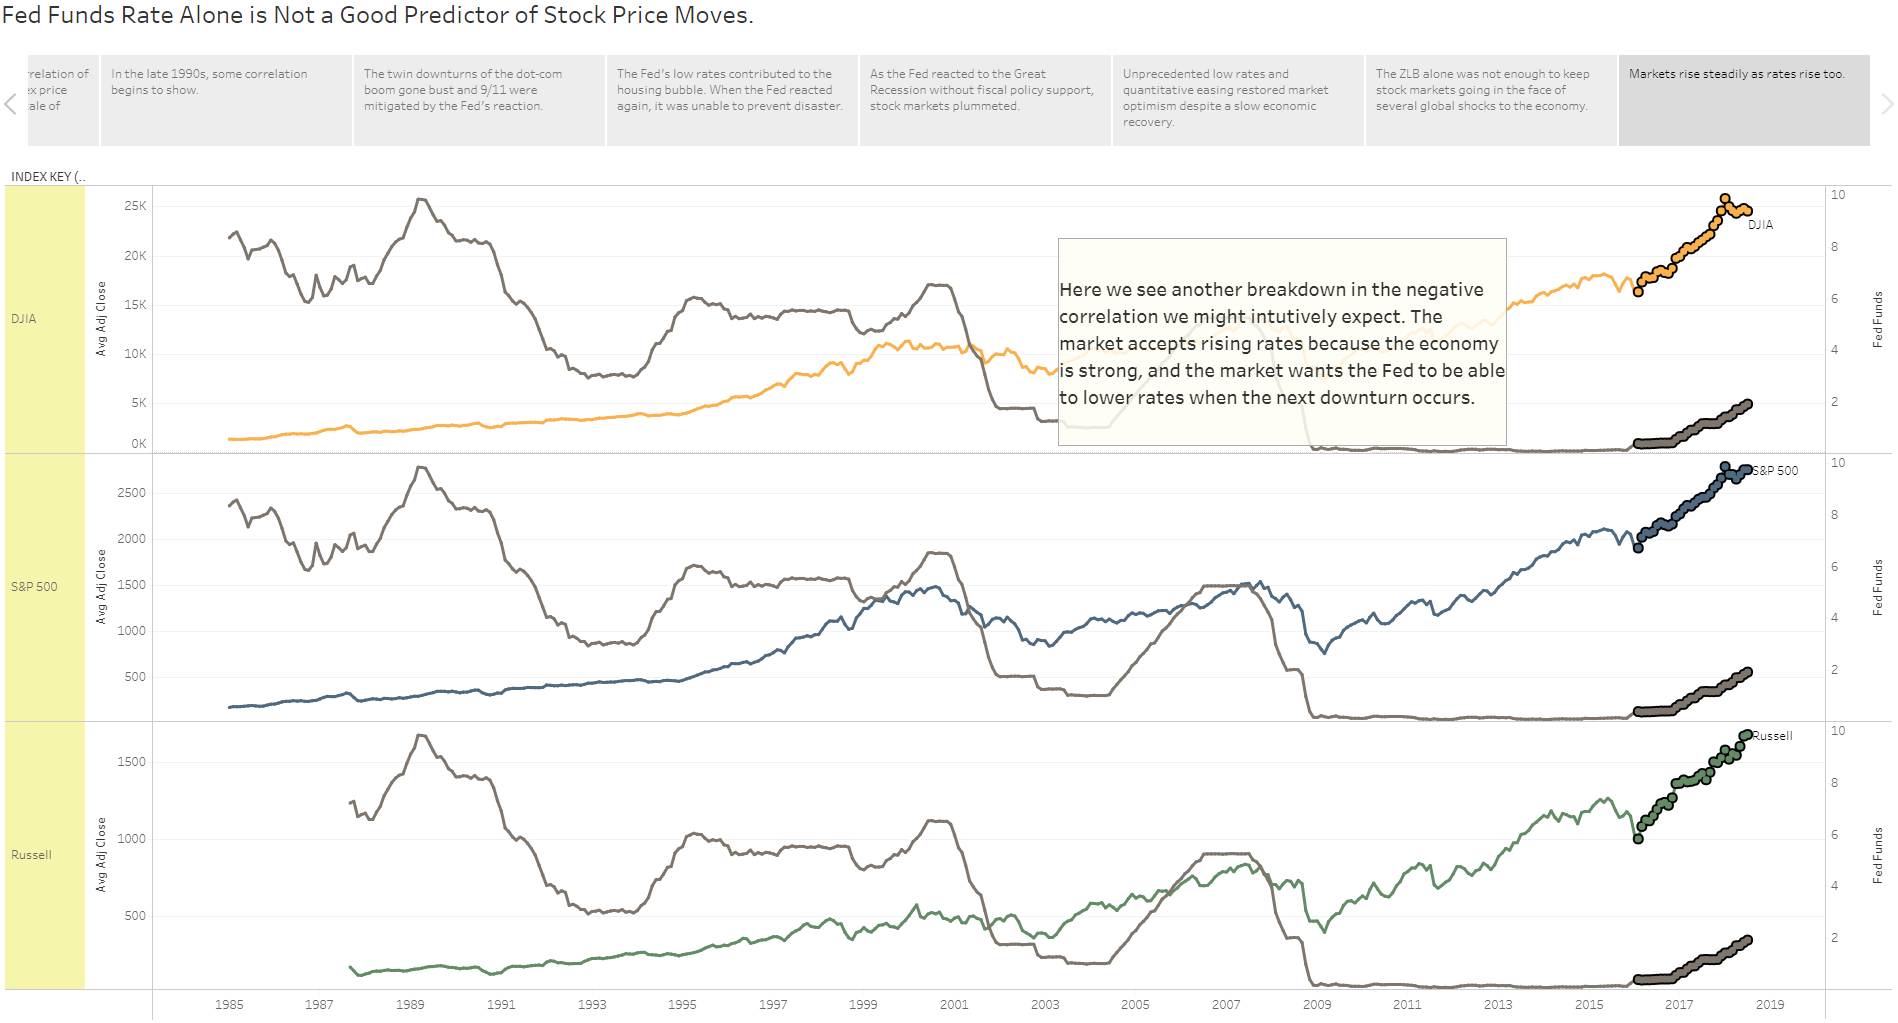 Fed Funds Rate Alone is Not a Good Predictor of Stock Price Moves.
relation of
ex price
ale of
In the late 1990s, some correlation
begins to show.
The twin downturns of the dot-com
boom gone bust and 9/11 were
mitigated by the Fed's reaction.
The Fed's low rates contributed to the
housing bubble. When the Fed reacted
again, it was unable to prevent disaster.
As the Fed reacted to the Great
Recession without fiscal policy support,
stock markets plummeted.
Unprecedented low rates and
quantitative easing restored market
optimism despite a slow economic
recovery.
The ZLB alone was not enough to keep
stock markets going in the face of
several global shocks to the economy.
Markets rise steadily as rates rise too.
INDEX KEY (..
DJIA
Avg Adj Close
25K
20K
15K
10K
5K
0K
Here we see another breakdown in the negative
correlation we might intutively expect. The
market accepts rising rates because the economy
is strong, and the market wants the Fed to be able
to lower rates when the next downturn occurs.
DJIA
10
8
6
4
2
Fed Funds
S&P 500
Avg Adj Close
2500
2000
1500
1000
500
S&P 500
10
8
6
4
2
Fed Funds
Russell
Avg Adj Close
1500
1000
500
Russell
10
8
6
4
2
Fed Funds
1985 1987 1989 1991 1993 1995 1997 1999 2001 2003 2005 2007 2009 2011 2013 2015 2017 2019